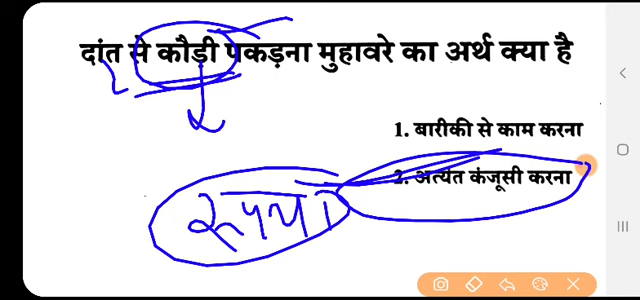 दांत से कौड़ी पकड़ना मुहावरे का अर्थ क्या है
1. बारीकी से काम करना
2. अत्यंत कंजूसी करना
रूपया